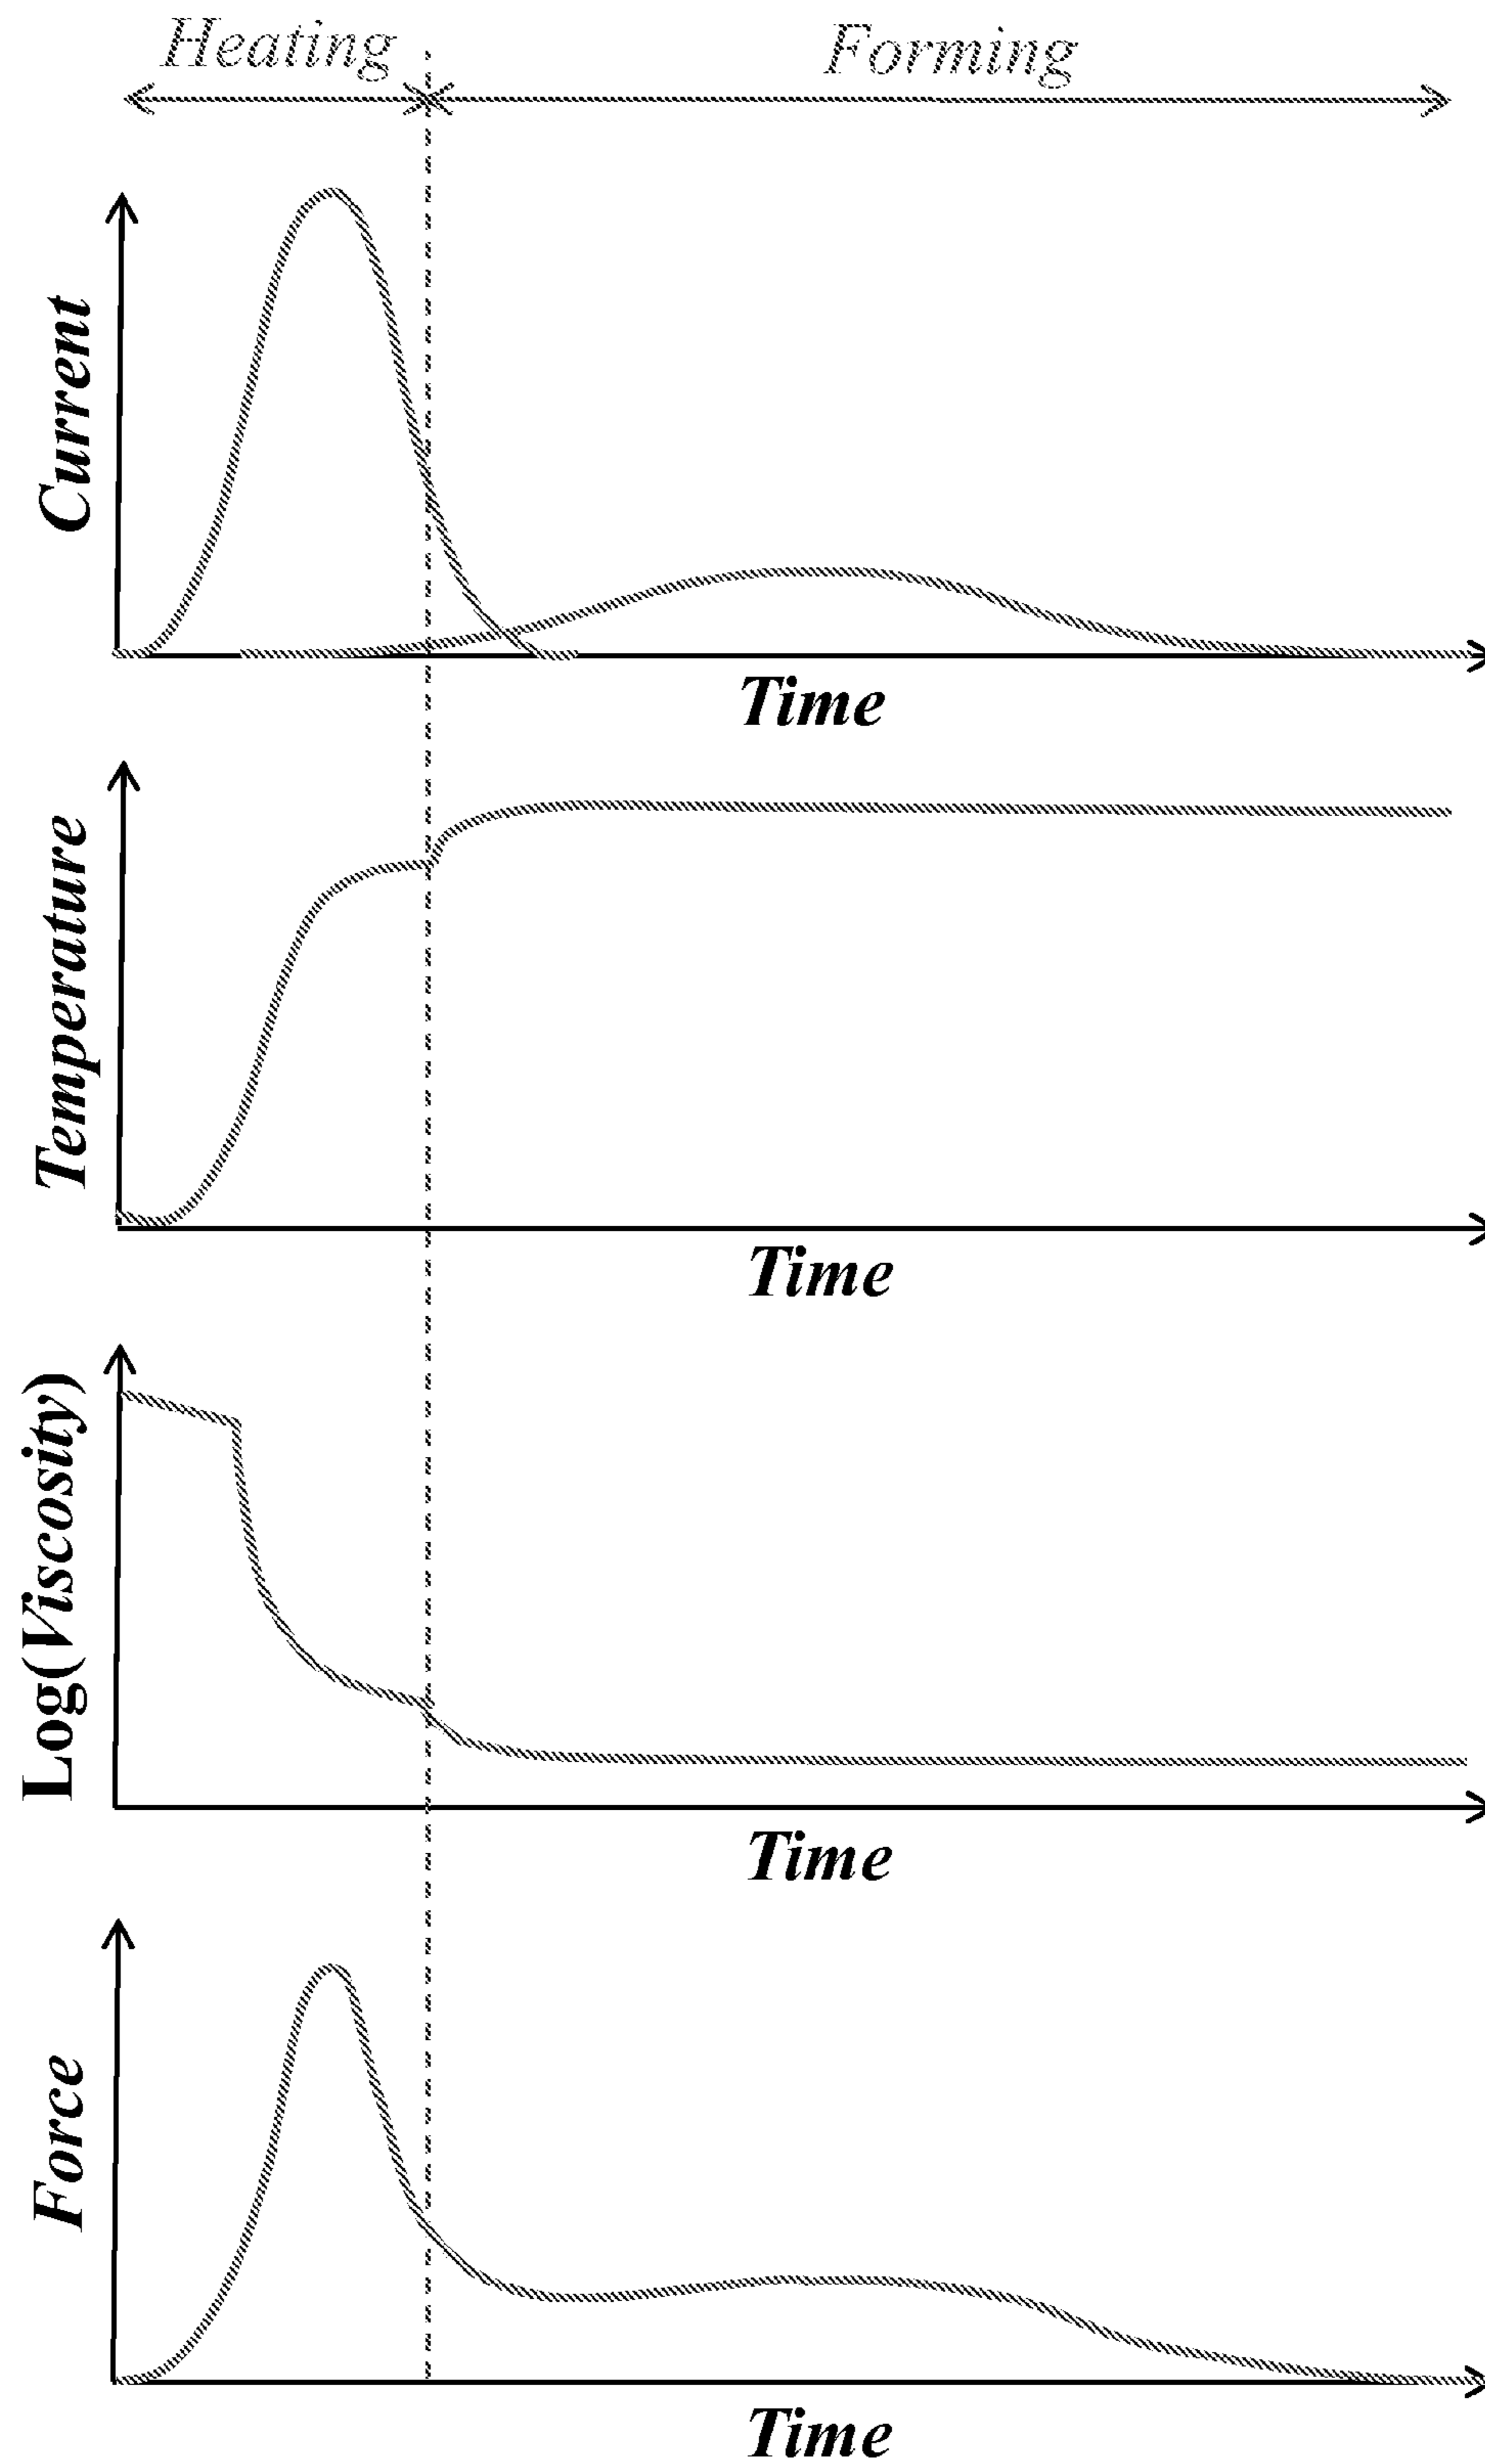 Heating
Forming
Current
Time
Temperature
Time
Log(Viscosity)
Time
Force
Time